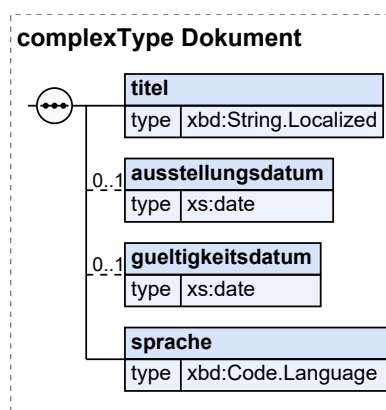 complexType Dokument
titel
type xbd:String.Localized
0..1 ausstellungsdatum
type xs:date
0..1 gueltigkeitsdatum
type xs:date
sprache
type xbd:Code.Language